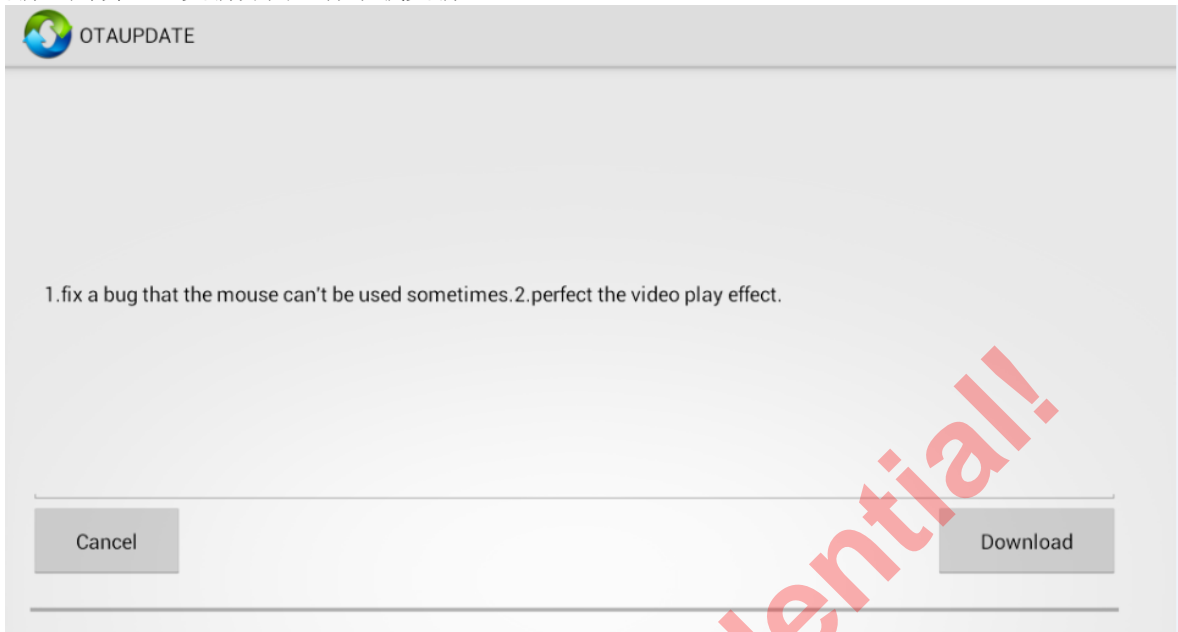 OTAUPDATE
1.fix a bug that the mouse can't be used sometimes.2.perfect the video play effect.
Cancel
Download